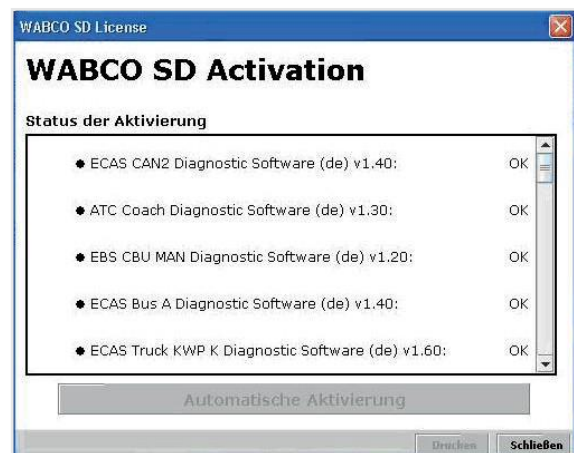 WABCO SD License
WABCO SD Activation
Status der Aktivierung
● ECAS CAN2 Diagnostic Software (de) v1.40: OK
● ATC Coach Diagnostic Software (de) v1.30: OK
● EBS CBU MAN Diagnostic Software (de) v1.20: OK
● ECAS Bus A Diagnostic Software (de) v1.40: OK
● ECAS Truck KWP K Diagnostic Software (de) v1.60: OK
Automatische Aktivierung
Drucken Schließen